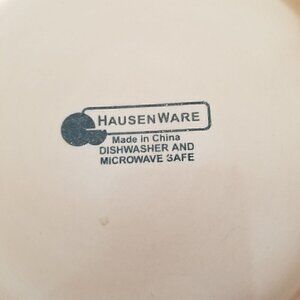 HAUSENWARE
Made in China
DISHWASHER AND
MICROWAVE SAFE